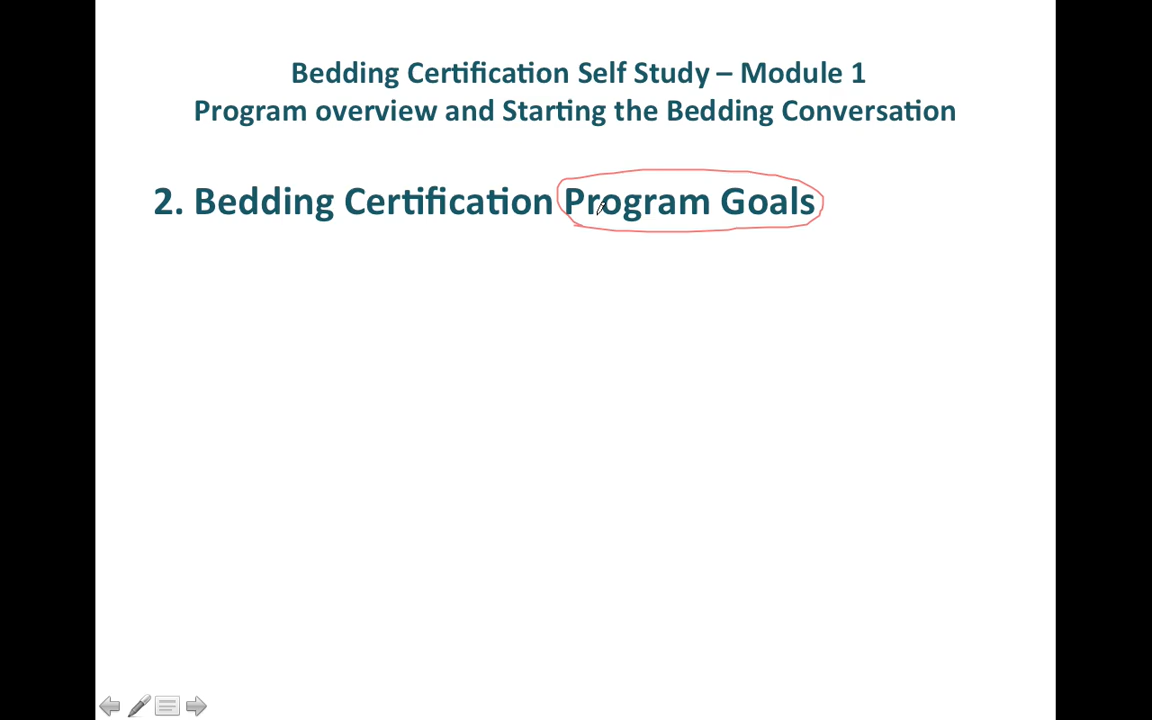 Bedding Certification Self Study – Module 1
Program overview and Starting the Bedding Conversation
2. Bedding Certification Program Goals